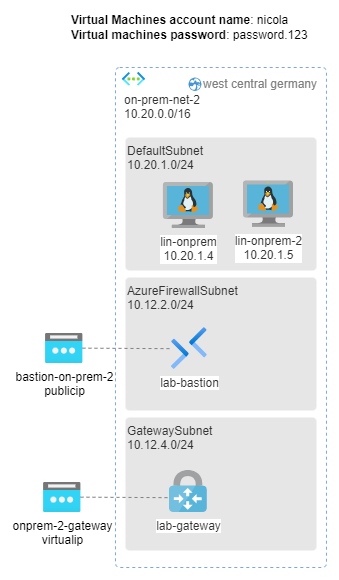 Virtual Machines account name: nicola
Virtual machines password: password.123
west central germany
on-prem-net-2
10.20.0.0/16
DefaultSubnet
10.20.1.0/24
lin-onprem
10.20.1.4
lin-onprem-2
10.20.1.5
AzureFirewallSubnet
10.12.2.0/24
bastion-on-prem-2
publicip
lab-bastion
GatewaySubnet
10.12.4.0/24
onprem-2-gateway
virtualip
lab-gateway